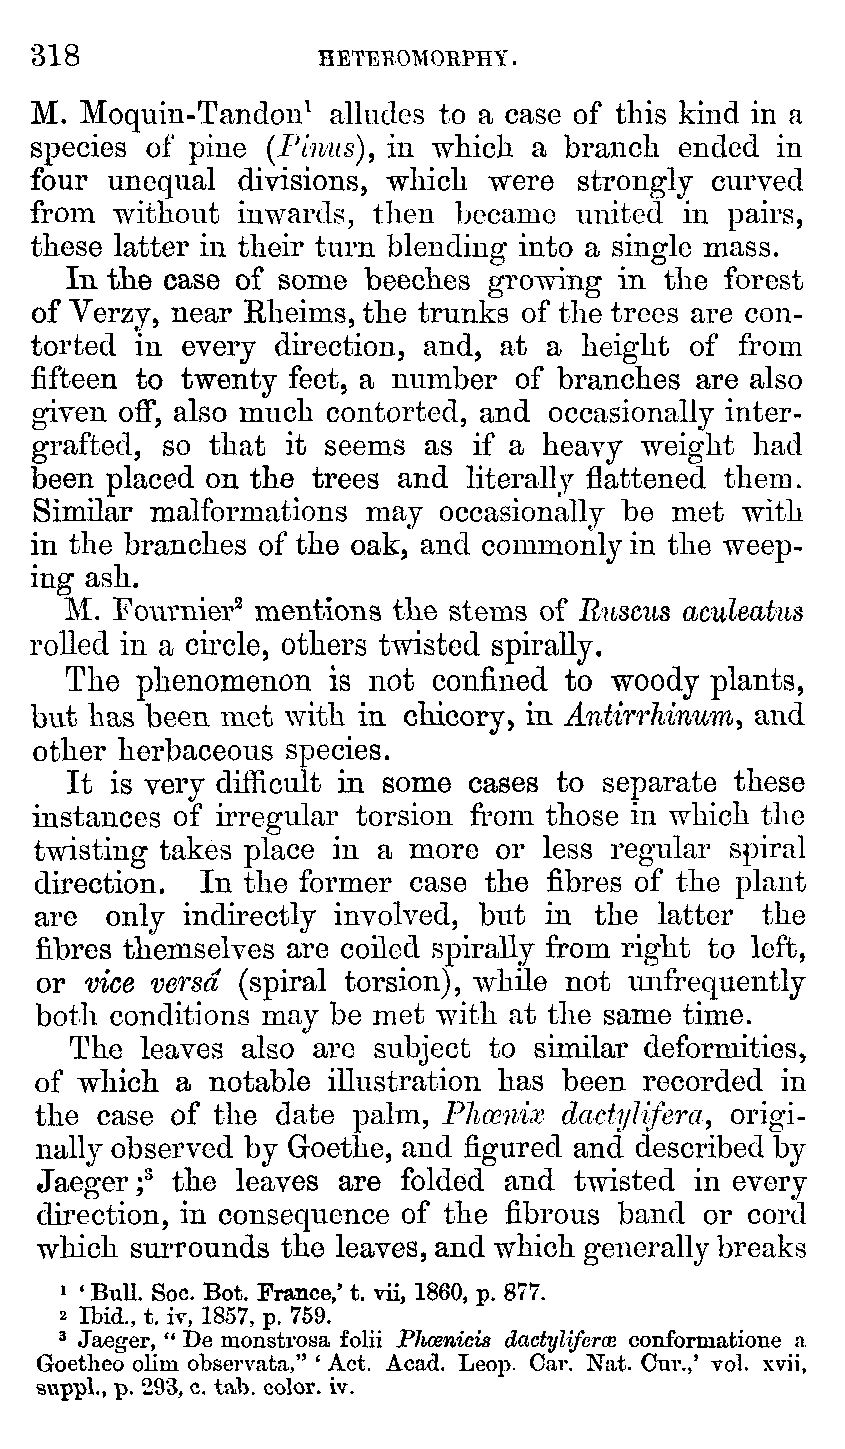 318 HETEROMORPHY.
M. Moquin-Tandon¹ alludes to a case of this kind in a
species of pine (Pinus), in which a branch ended in
four unequal divisions, which were strongly curved
from without inwards, then became united in pairs,
these latter in their turn blending into a single mass.
In the case of some beeches growing in the forest
of Verzy, near Rheims, the trunks of the trees are con-
torted in every direction, and, at a height of from
fifteen to twenty feet, a number of branches are also
given off, also much contorted, and occasionally inter-
grafted, so that it seems as if a heavy weight had
been placed on the trees and literally flattened them.
Similar malformations may occasionally be met with
in the branches of the oak, and commonly in the weep-
ing ash.
M. Fournier² mentions the stems of Ruscus aculeatus
rolled in a circle, others twisted spirally.
The phenomenon is not confined to woody plants,
but has been met with in chicory, in Antirrhinum, and
other herbaceous species.
It is very difficult in some cases to separate these
instances of irregular torsion from those in which the
twisting takes place in a more or less regular spiral
direction. In the former case the fibres of the plant
are only indirectly involved, but in the latter the
fibres themselves are coiled spirally from right to left,
or vice versâ (spiral torsion), while not unfrequently
both conditions may be met with at the same time.
The leaves also are subject to similar deformities,
of which a notable illustration has been recorded in
the case of the date palm, Phœnix dactylifera, origi-
nally observed by Goethe, and figured and described by
Jaeger;³ the leaves are folded and twisted in every
direction, in consequence of the fibrous band or cord
which surrounds the leaves, and which generally breaks
¹ ‘Bull. Soc. Bot. France,’ t. vii, 1860, p. 877.
² Ibid., t. iv, 1857, p. 759.
³ Jaeger, “De monstrosa folii Phœnicis dactyliferæ conformatione a
Goetheo olim observata,” ‘Act. Acad. Leop. Car. Nat. Cur.,’ vol. xvii,
suppl., p. 293, c. tab. color. iv.